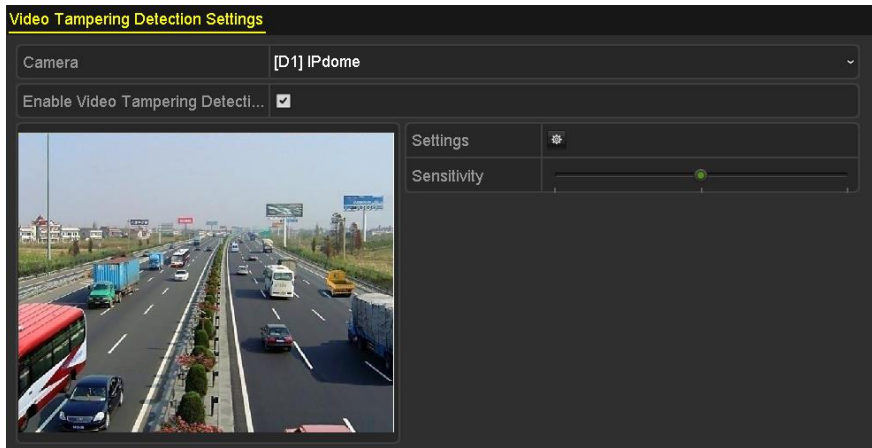 Video Tampering Detection Settings
Camera
[D1] IPdome
Enable Video Tampering Detecti...
Settings
Sensitivity